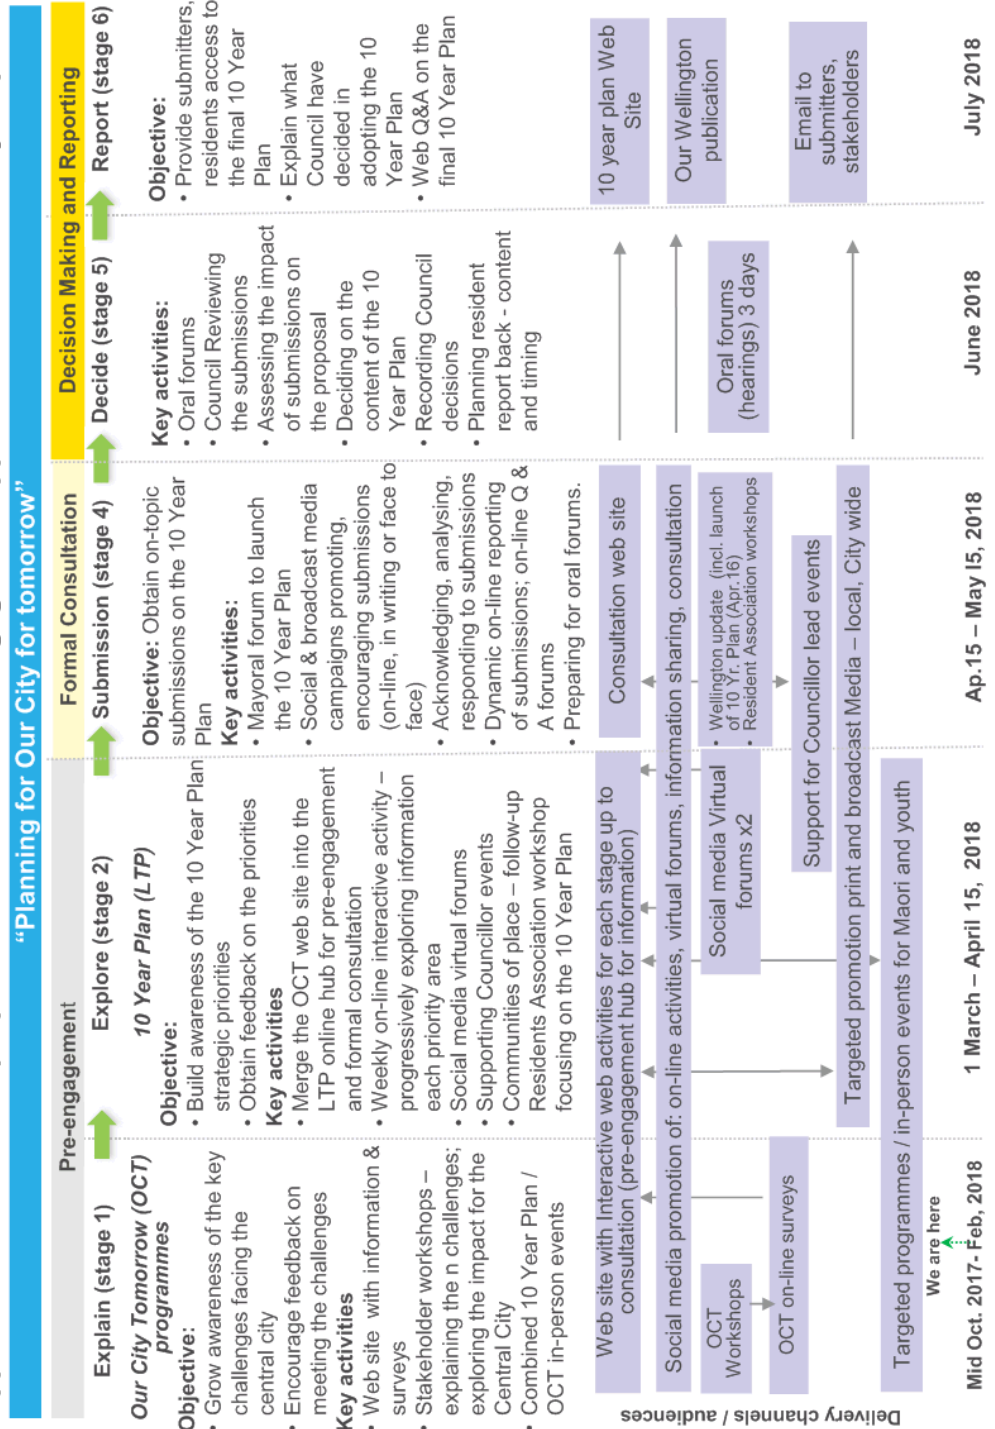 "Planning for Our City for tomorrow"
Pre-engagement
Formal Consultation
Decision Making and Reporting
Explain (stage 1)
Explore (stage 2)
Submission (stage 4)
Decide (stage 5)
Report (stage 6)
Our City Tomorrow (OCT)
programmes
Objective:
• Grow awareness of the key
challenges facing the
central city
• Encourage feedback on
meeting the challenges
Key activities
• Web site with information &
surveys
• Stakeholder workshops –
explaining the n challenges;
exploring the impact for the
Central City
• Combined 10 Year Plan /
OCT in-person events
10 Year Plan (LTP)
Objective:
• Build awareness of the 10 Year Plan
strategic priorities
• Obtain feedback on the priorities
Key activities
• Merge the OCT web site into the
LTP online hub for pre-engagement
and formal consultation
• Weekly on-line interactive activity –
progressively exploring information
each priority area
• Social media virtual forums
• Supporting Councillor events
• Communities of place – follow-up
Residents Association workshop
focusing on the 10 Year Plan
Objective: Obtain on-topic
submissions on the 10 Year
Plan
Key activities:
• Mayoral forum to launch
the 10 Year Plan
• Social & broadcast media
campaigns promoting,
encouraging submissions
(on-line, in writing or face to
face)
• Acknowledging, analysing,
responding to submissions
• Dynamic on-line reporting
of submissions; on-line Q &
A forums
• Preparing for oral forums.
Key activities:
• Oral forums
• Council Reviewing
the submissions
• Assessing the impact
of submissions on
the proposal
• Deciding on the
content of the 10
Year Plan
• Recording Council
decisions
• Planning resident
report back - content
and timing
Objective:
• Provide submitters,
residents access to
the final 10 Year
Plan
• Explain what
Council have
decided in
adopting the 10
Year Plan
• Web Q&A on the
final 10 Year Plan
Delivery channels / audiences
Web site with Interactive web activities for each stage up to
consultation (pre-engagement hub for information)
Consultation web site
10 year plan Web
Site
Social media promotion of: on-line activities, virtual forums, information sharing, consultation
Our Wellington
publication
OCT
Workshops
Social media Virtual
forums x2
• Wellington update (incl. launch
of 10 Yr. Plan (Apr.16)
• Resident Association workshops
Oral forums
(hearings) 3 days
OCT on-line surveys
Support for Councillor lead events
Email to
submitters,
stakeholders
Targeted promotion print and broadcast Media – local, City wide
Targeted programmes / in-person events for Maori and youth
We are here
Mid Oct. 2017- Feb, 2018
1 March – April 15, 2018
Ap.15 – May I5, 2018
June 2018
July 2018